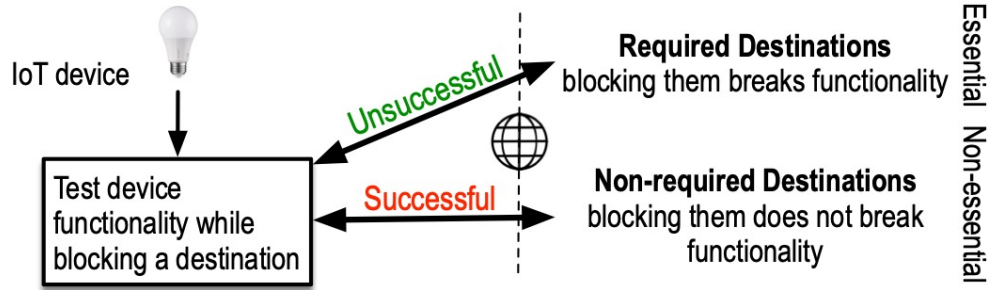 IoT device
Test device
functionality while
blocking a destination
Unsuccessful
Successful
Required Destinations
blocking them breaks functionality
Non-required Destinations
blocking them does not break
functionality
Essential
Non-essential